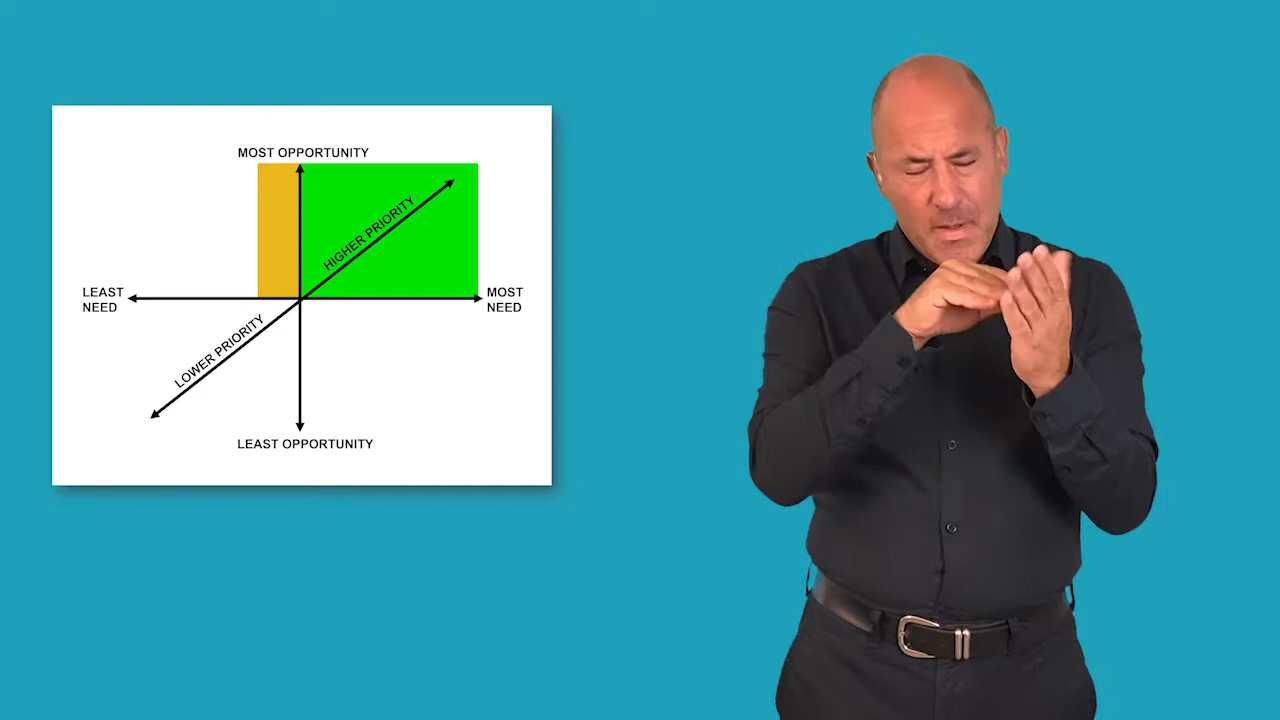 MOST OPPORTUNITY
HIGHER PRIORITY
LEAST
NEED
MOST
NEED
LOWER PRIORITY
LEAST OPPORTUNITY